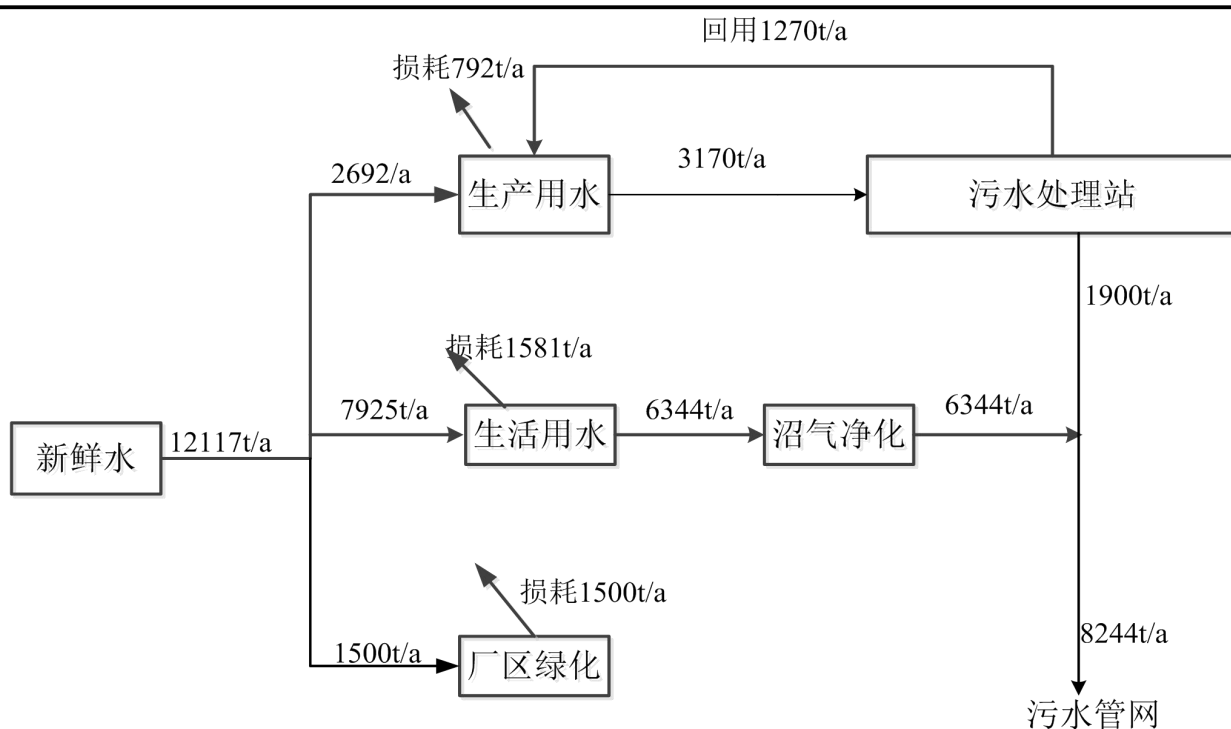 回用1270t/a
损耗792t/a
2692/a
生产用水
3170t/a
污水处理站
1900t/a
损耗1581t/a
7925t/a
生活用水
6344t/a
沼气净化
6344t/a
新鲜水
12117t/a
损耗1500t/a
1500t/a
厂区绿化
8244t/a
污水管网